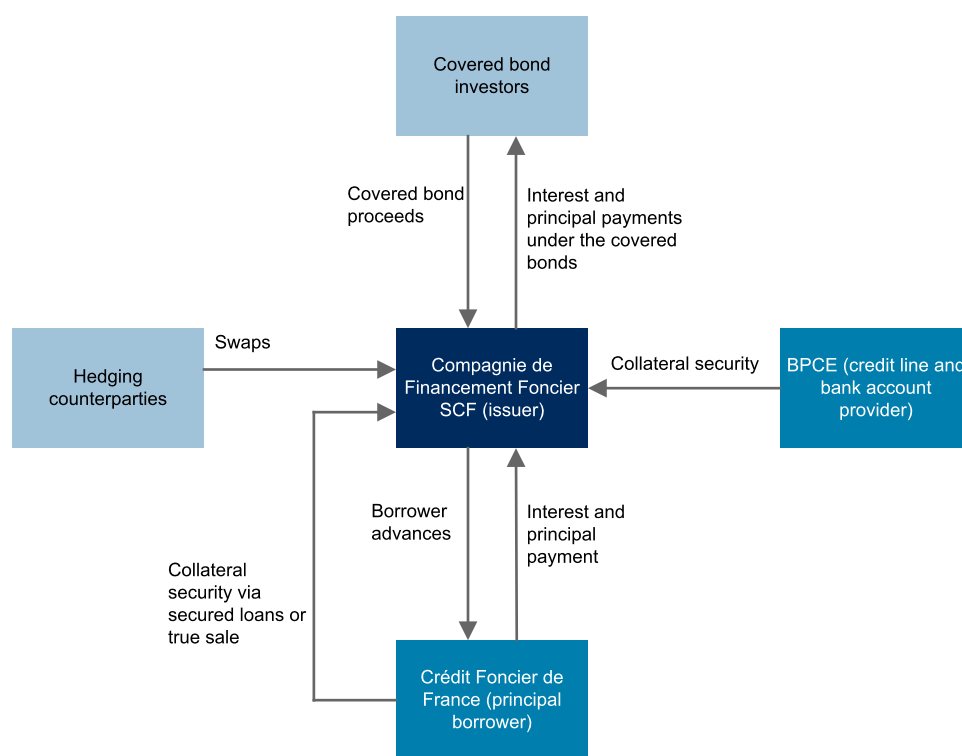 Covered bond
investors
Covered bond
proceeds
Interest and
principal payments
under the covered
bonds
Swaps
Hedging
counterparties
Compagnie de
Financement Foncier
SCF (issuer)
Collateral security
BPCE (credit line and
bank account
provider)
Borrower
advances
Interest and
principal
payment
Collateral
security via
secured loans or
true sale
Crédit Foncier de
France (principal
borrower)